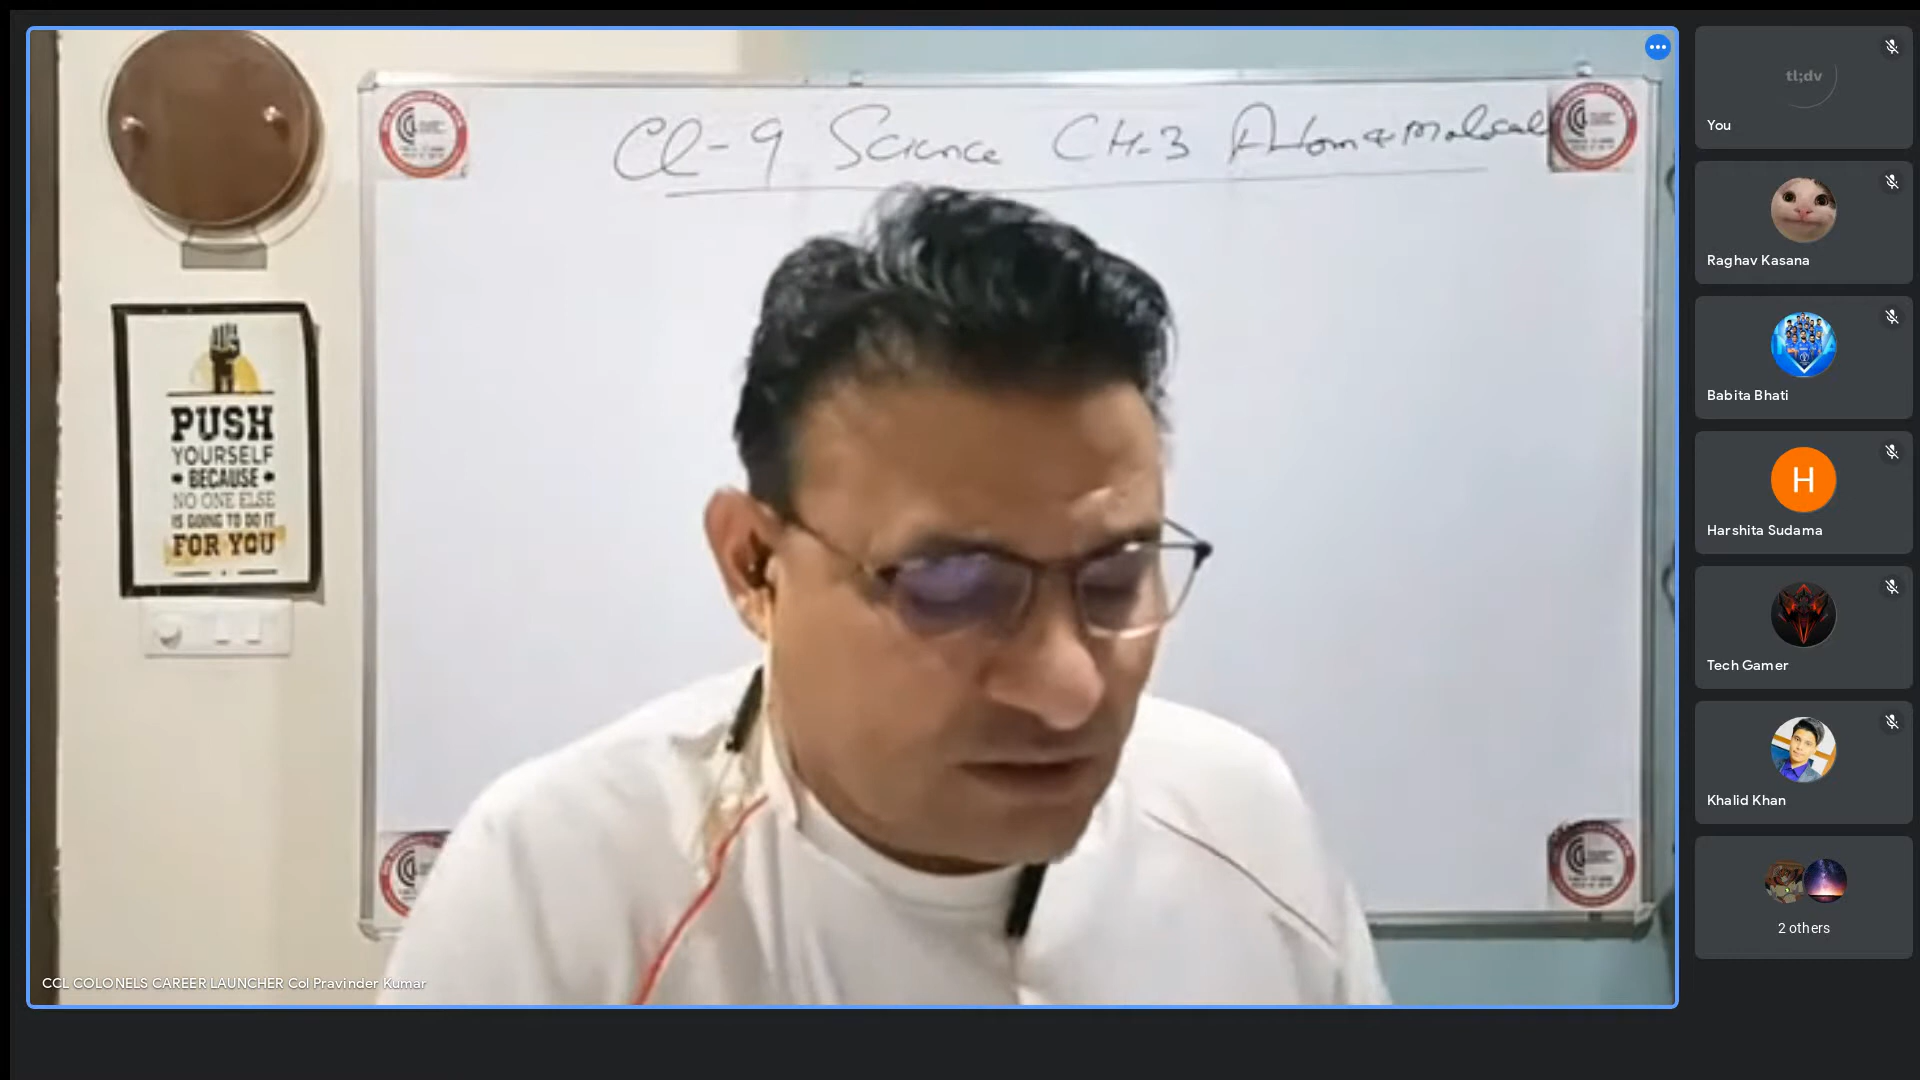 Cl-9 Science CH-3 Atom & Molecul
PUSH
YOURSELF
• BECAUSE •
NO ONE ELSE
IS GOING TO DO IT
FOR YOU
CCL COLONELS CAREER LAUNCHER Col Pravinder Kumar
tl;dv
You
Raghav Kasana
Babita Bhati
H
Harshita Sudama
Tech Gamer
Khalid Khan
2 others